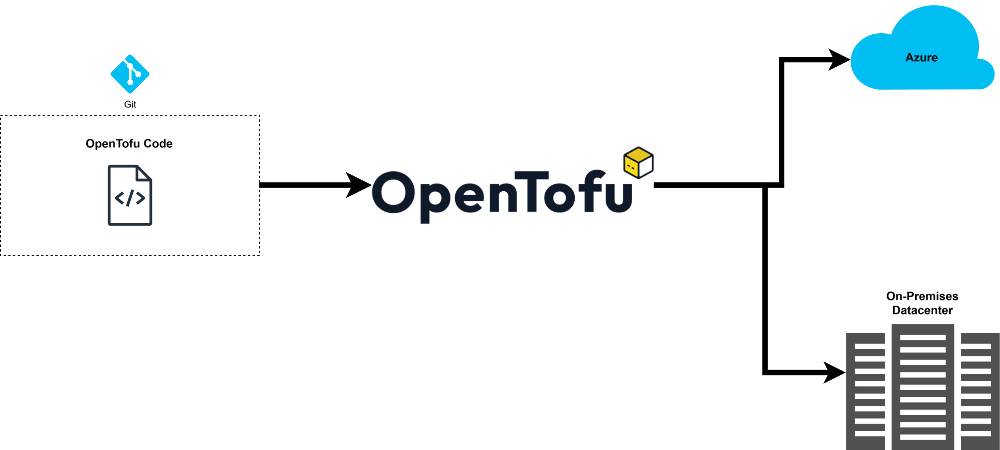 Git
OpenTofu Code
OpenTofu
Azure
On-Premises
Datacenter